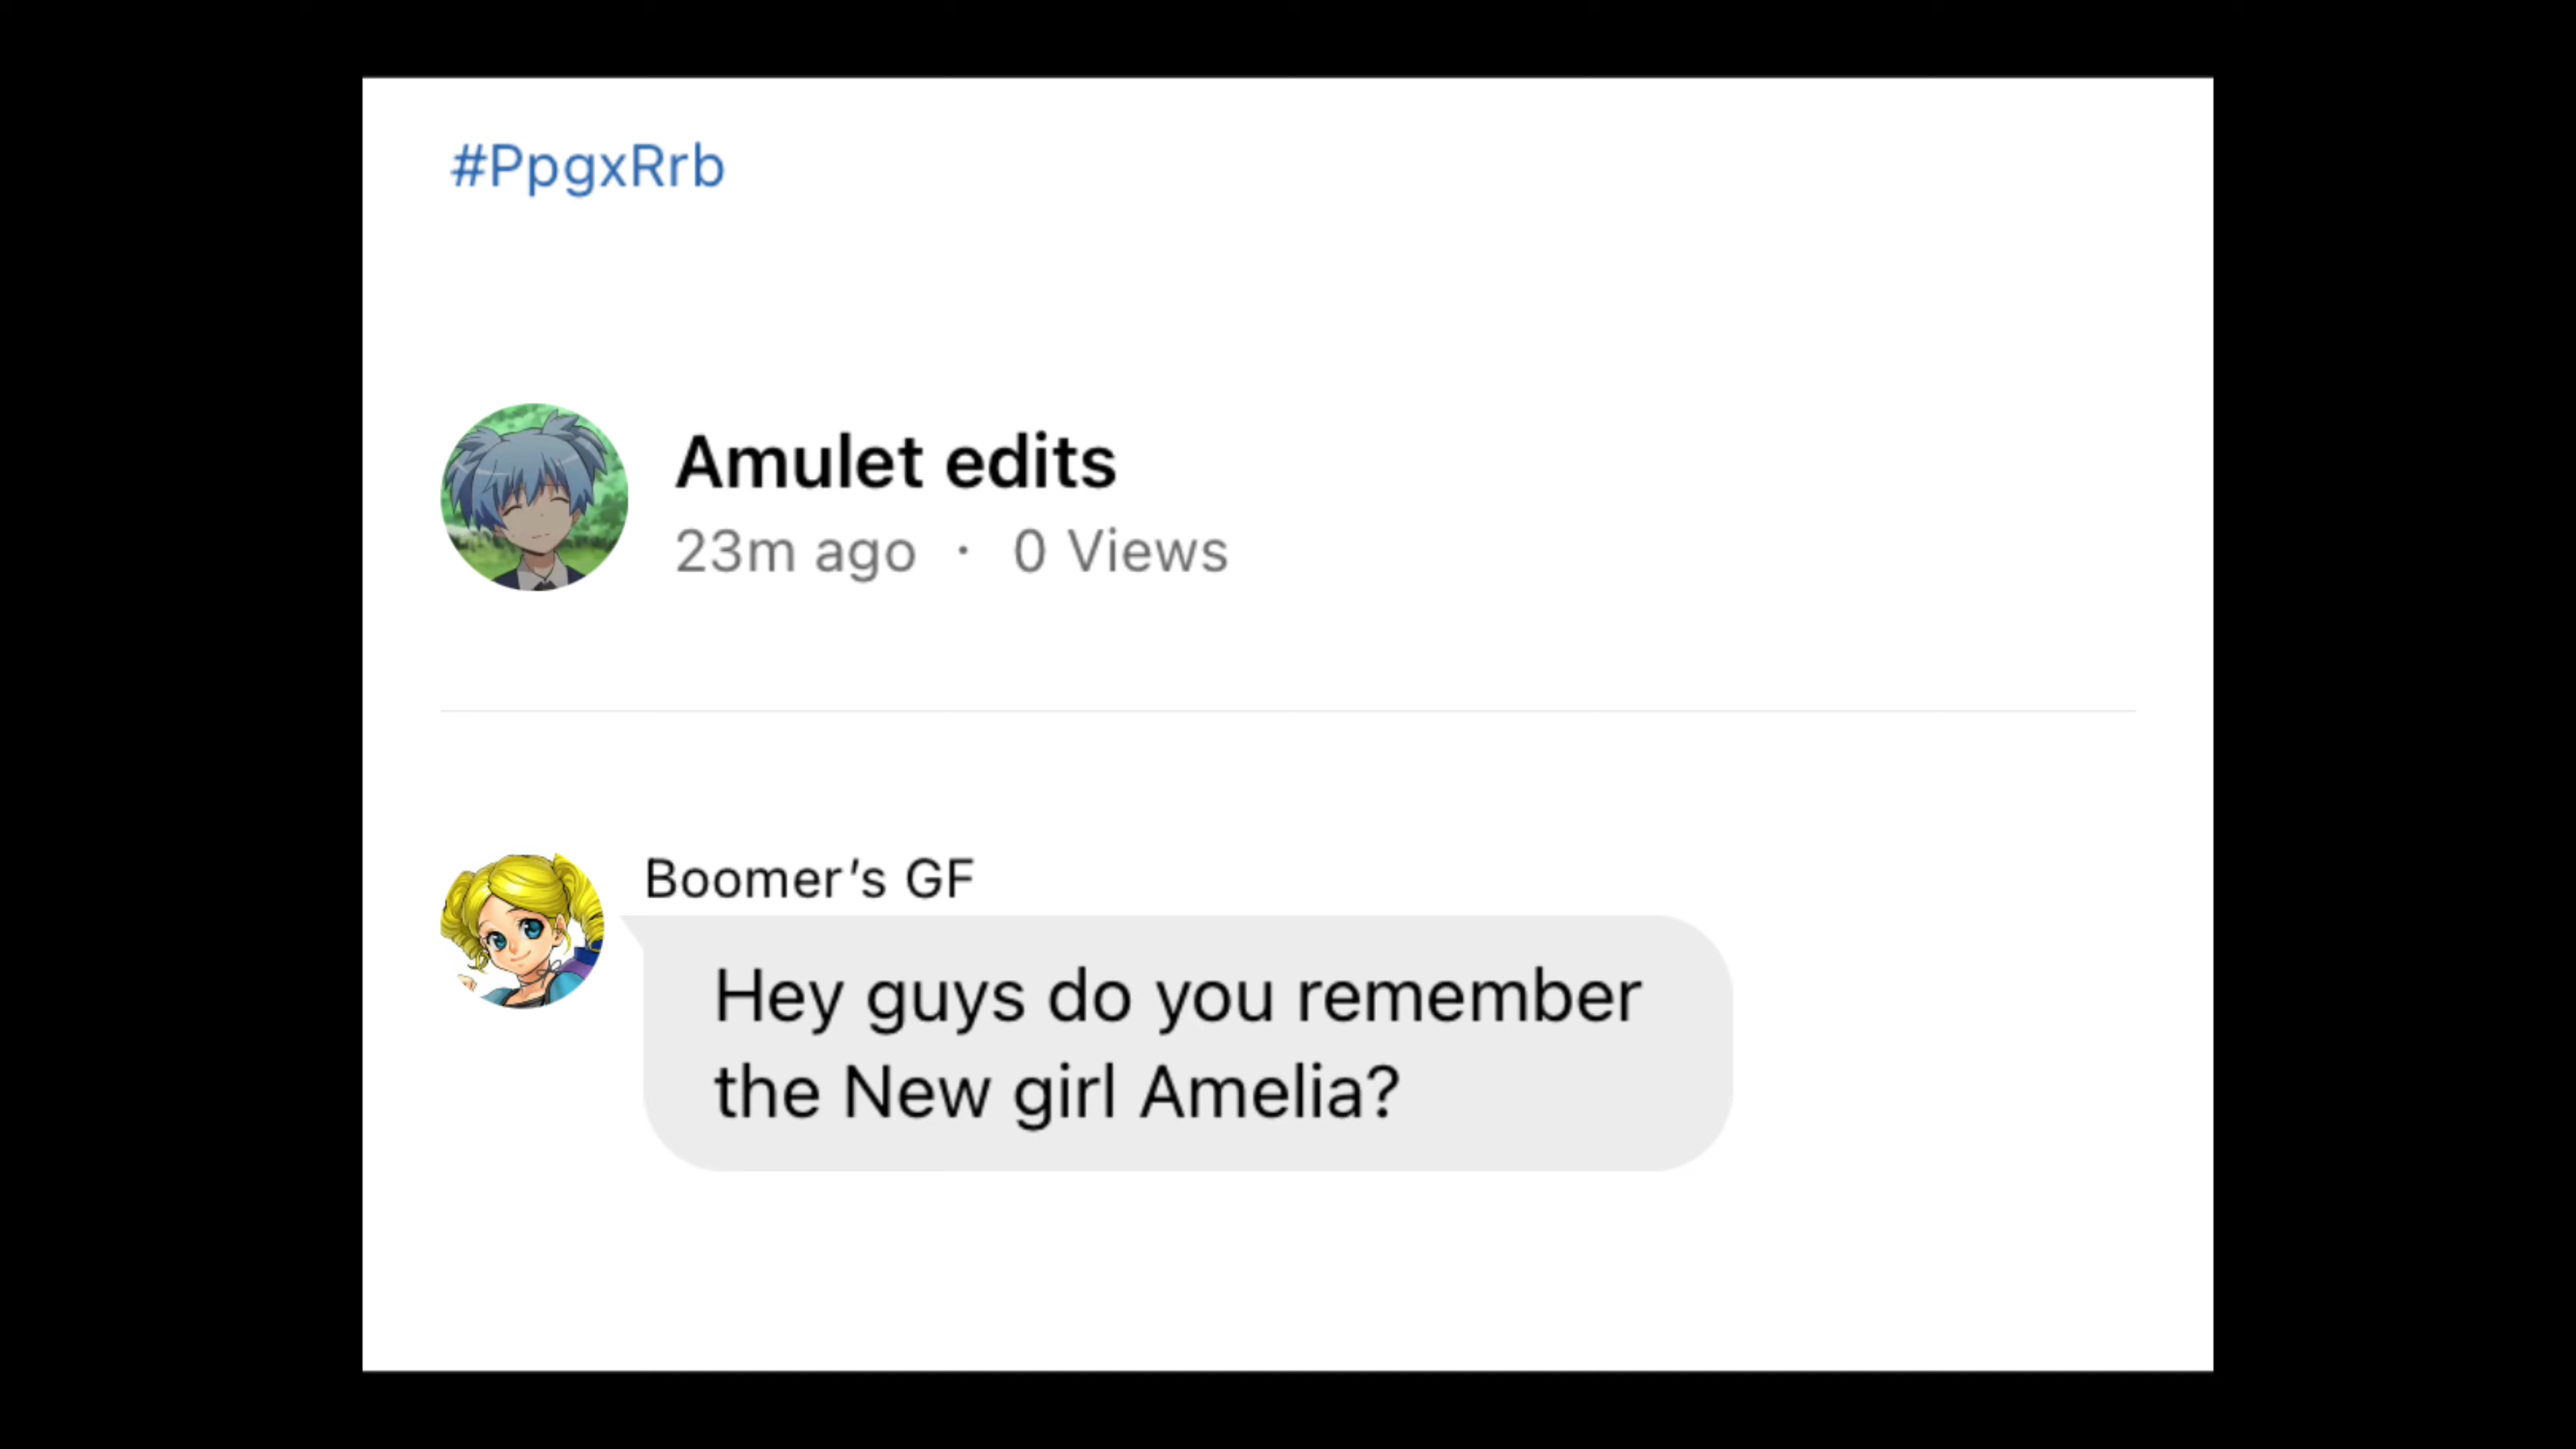 #PpgxRrb
Amulet edits
23m ago · 0 Views
Boomer’s GF
Hey guys do you remember
the New girl Amelia?